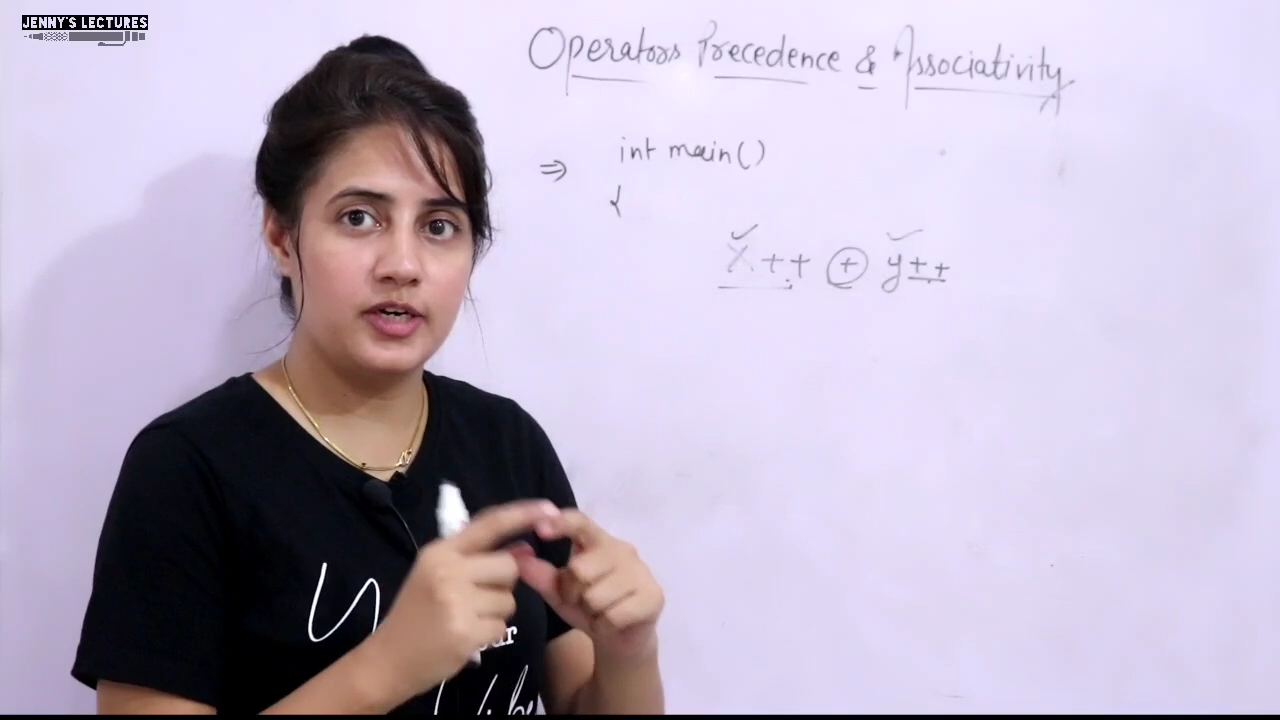 JENNY'S LECTURES
Operators Precedence & Associativity
⇒ int main()
{
x++ + y++